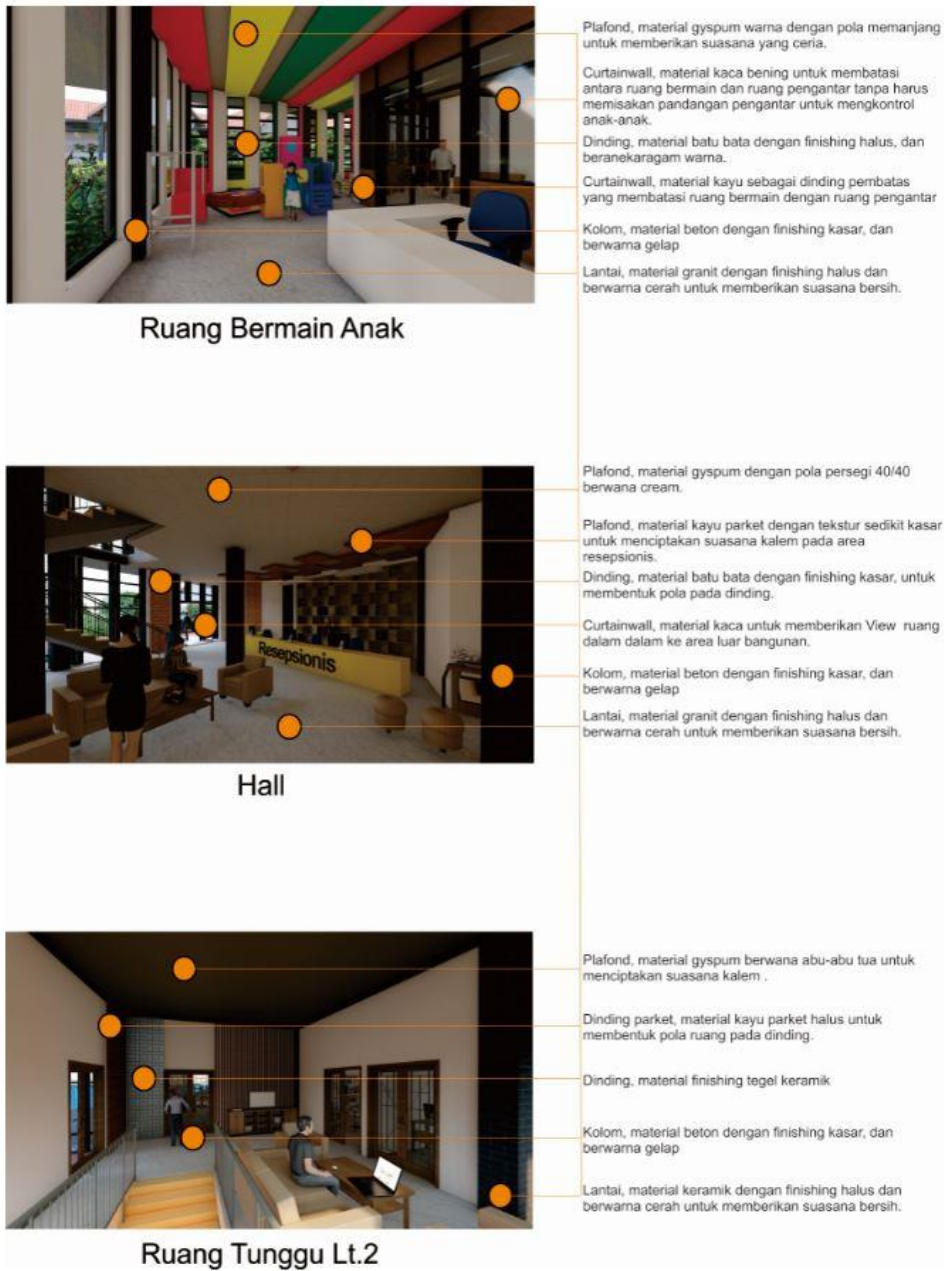 Plafond, material gyspum warna dengan pola memanjang
untuk memberikan suasana yang ceria.
Curtainwall, material kaca bening untuk membatasi
antara ruang bermain dan ruang pengantar tanpa harus
memisakan pandangan pengantar untuk mengkontrol
anak-anak.
Dinding, material batu bata dengan finishing halus, dan
beranekaragam warna.
Curtainwall, material kayu sebagai dinding pembatas
yang membatasi ruang bermain dengan ruang pengantar
Kolom, material beton dengan finishing kasar, dan
berwarna gelap
Lantai, material granit dengan finishing halus dan
berwarna cerah untuk memberikan suasana bersih.
Ruang Bermain Anak
Plafond, material gyspum dengan pola persegi 40/40
berwana cream.
Plafond, material kayu parket dengan tekstur sedikit kasar
untuk menciptakan suasana kalem pada area
resepsionis.
Dinding, material batu bata dengan finishing kasar, untuk
membentuk pola pada dinding.
Curtainwall, material kaca untuk memberikan View ruang
dalam dalam ke area luar bangunan.
Kolom, material beton dengan finishing kasar, dan
berwarna gelap
Lantai, material granit dengan finishing halus dan
berwarna cerah untuk memberikan suasana bersih.
Resepsionis
Hall
Plafond, material gyspum berwana abu-abu tua untuk
menciptakan suasana kalem .
Dinding parket, material kayu parket halus untuk
membentuk pola ruang pada dinding.
Dinding, material finishing tegel keramik
Kolom, material beton dengan finishing kasar, dan
berwarna gelap
Lantai, material keramik dengan finishing halus dan
berwarna cerah untuk memberikan suasana bersih.
Ruang Tunggu Lt.2